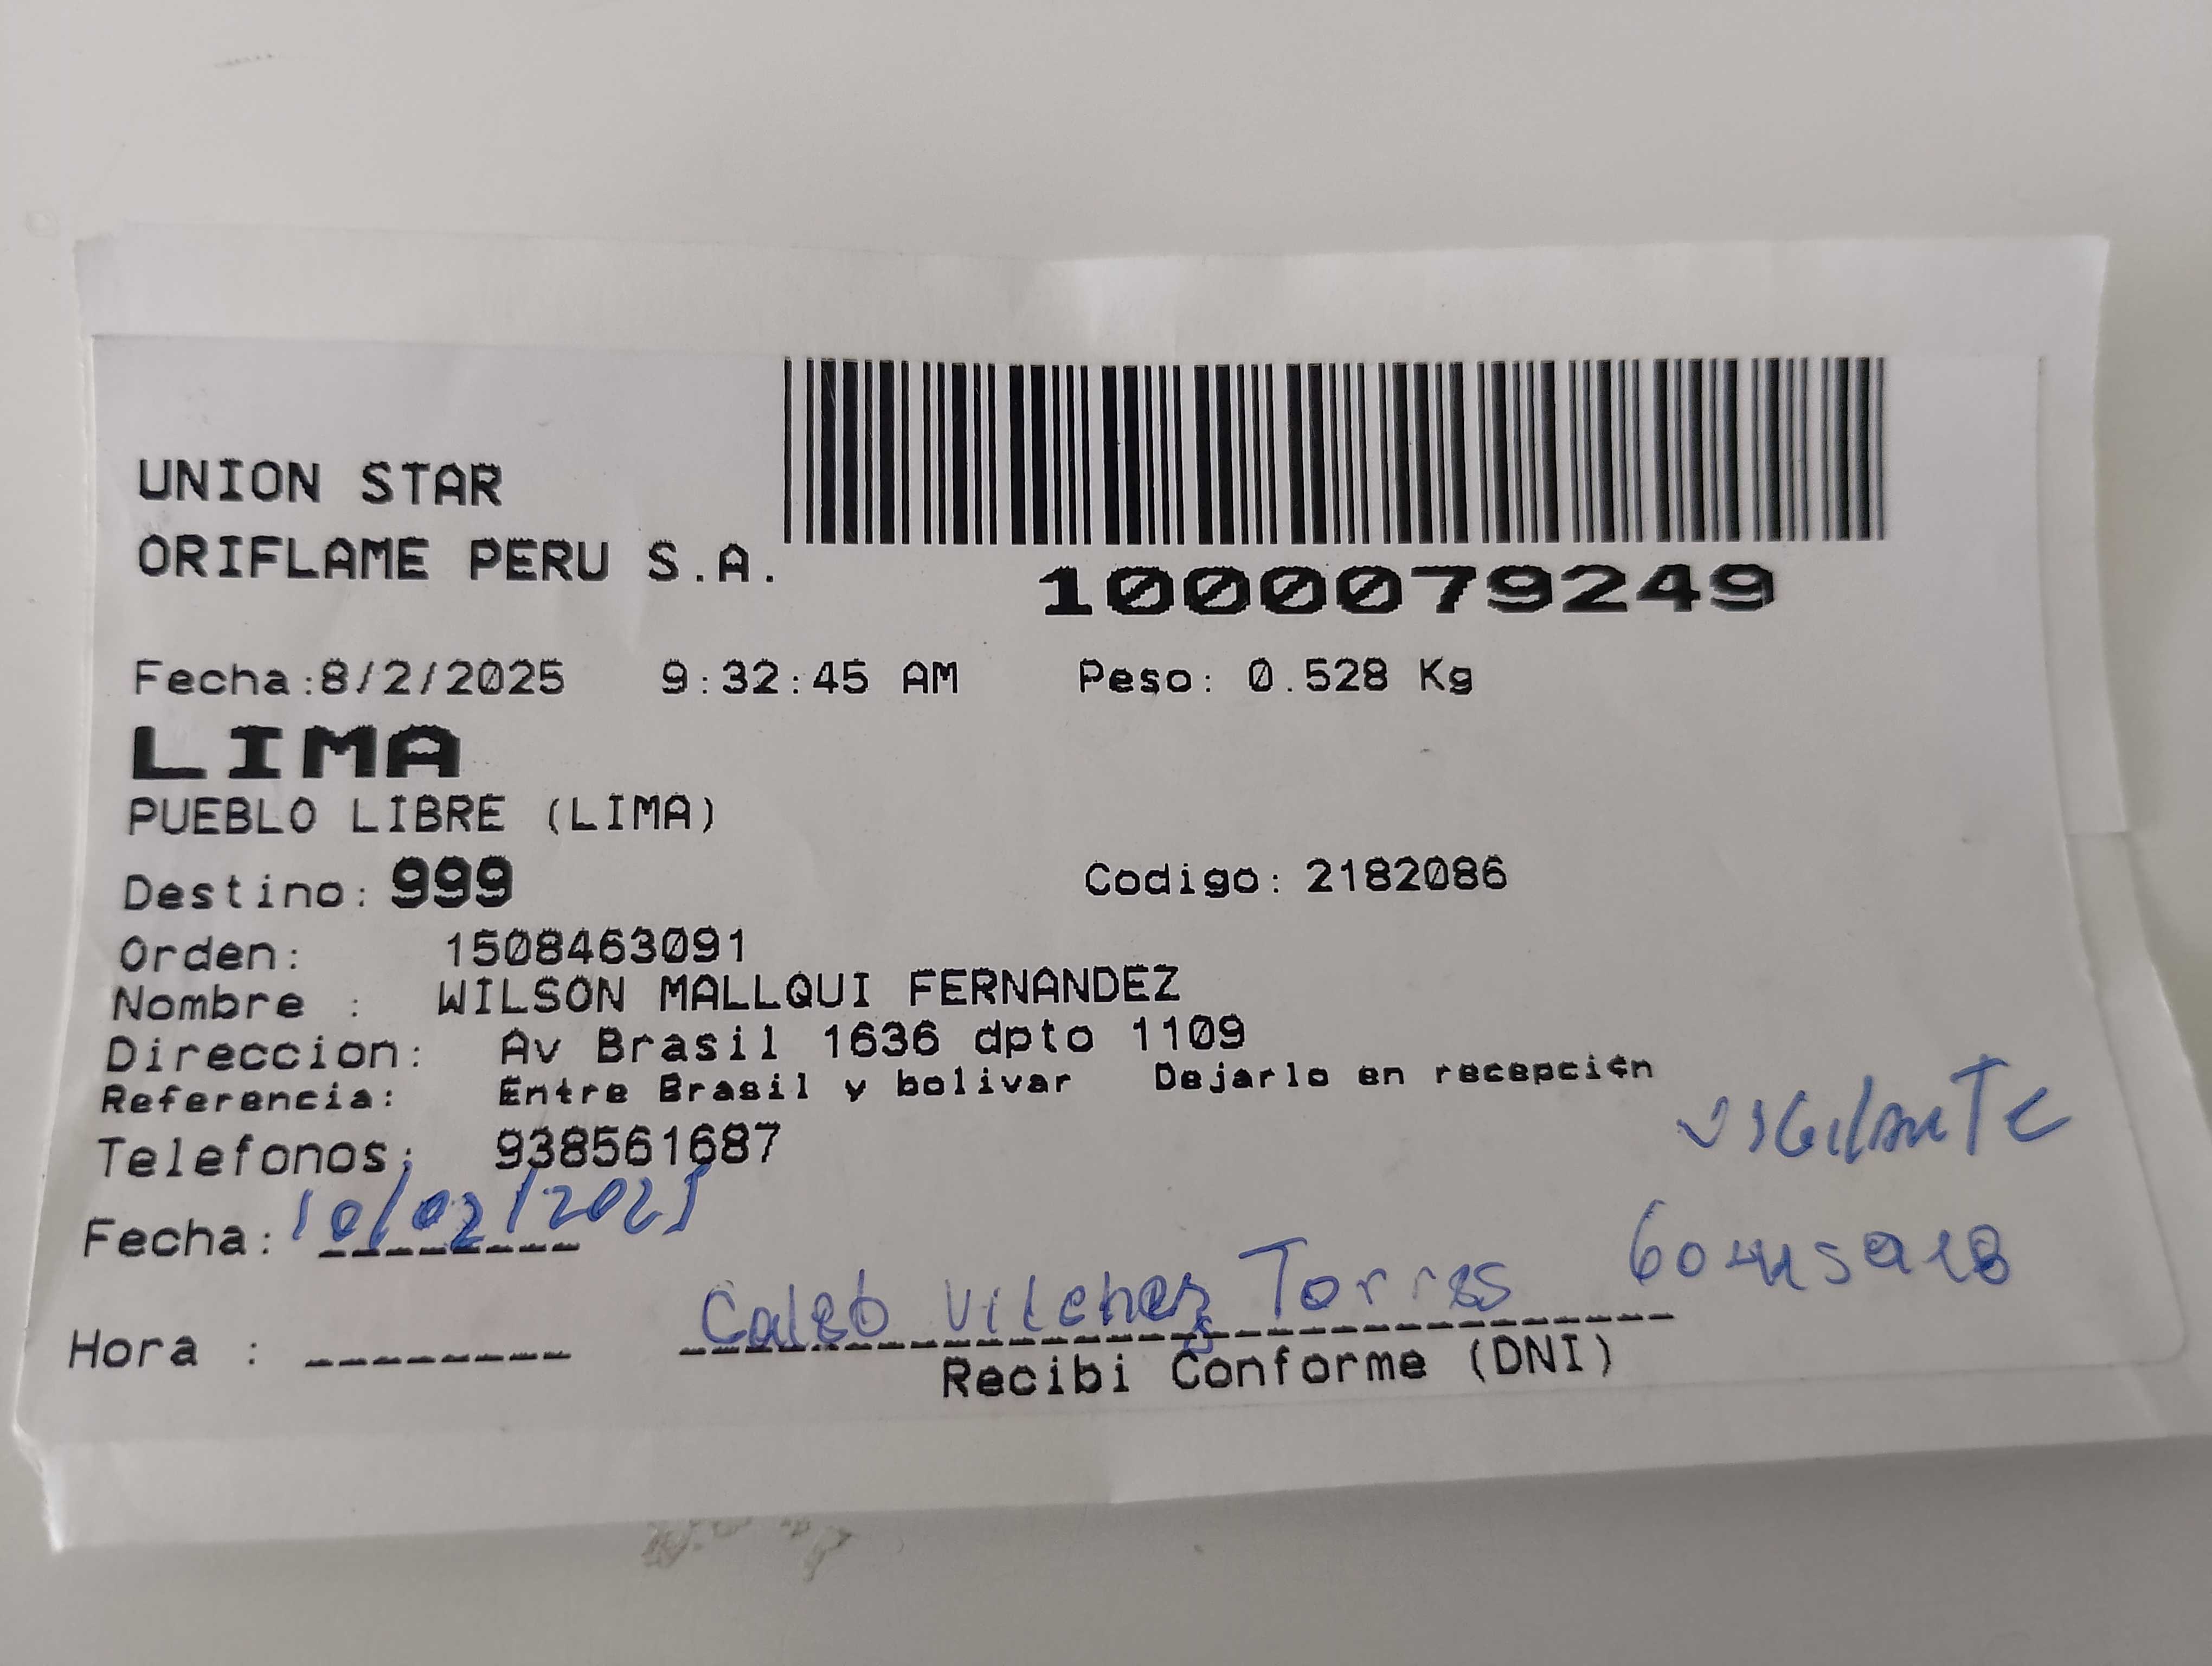 UNION STAR
ORIFLAME PERU S.A.
1000079249
Fecha:8/2/2025 9:32:45 AM Peso: 0.528 Kg
LIMA
PUEBLO LIBRE (LIMA)
Destino: 999 Codigo: 2182086
Orden: 1508463091
Nombre : WILSON MALLQUI FERNANDEZ
Direccion: Av Brasil 1636 dpto 1109
Referencia: Entre Brasil y bolivar Dejarlo en recepción
vigilante
Telefonos: 938561687
Fecha: 10/02/2025
Caleb Vilchez Torres
Hora :
Recibi Conforme (DNI)